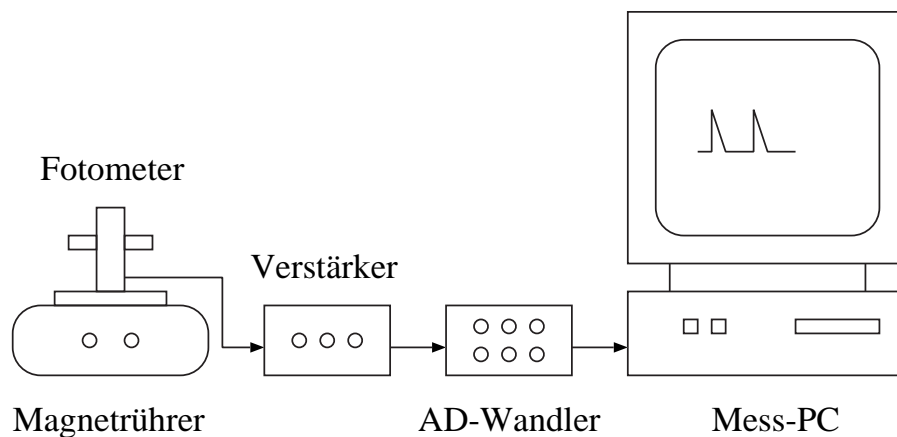 Fotometer
Verstärker
Magnetrührer
AD-Wandler
Mess-PC